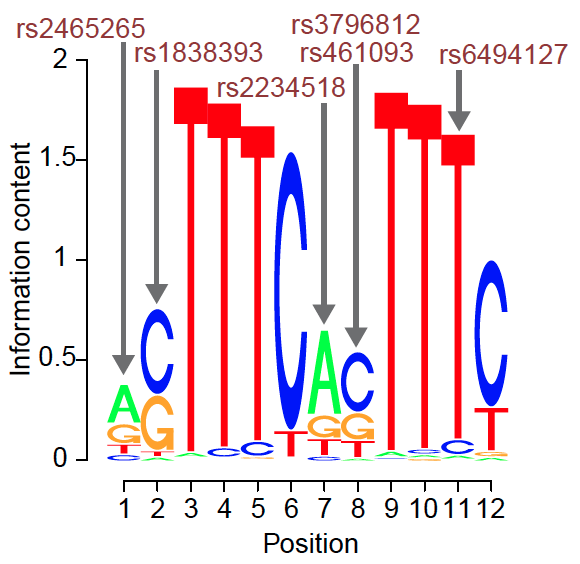 rs3796812
rs2465265
rs1838393 rs461093 rs6494127
rs2234518
2
1.5
1
0.5
0
Information content
A G T C
C G T A
T A
T C
T C
C T
A G T C
C G T
T A
T C
T C A
C T G A
1 2 3 4 5 6 7 8 9 10 11 12
Position